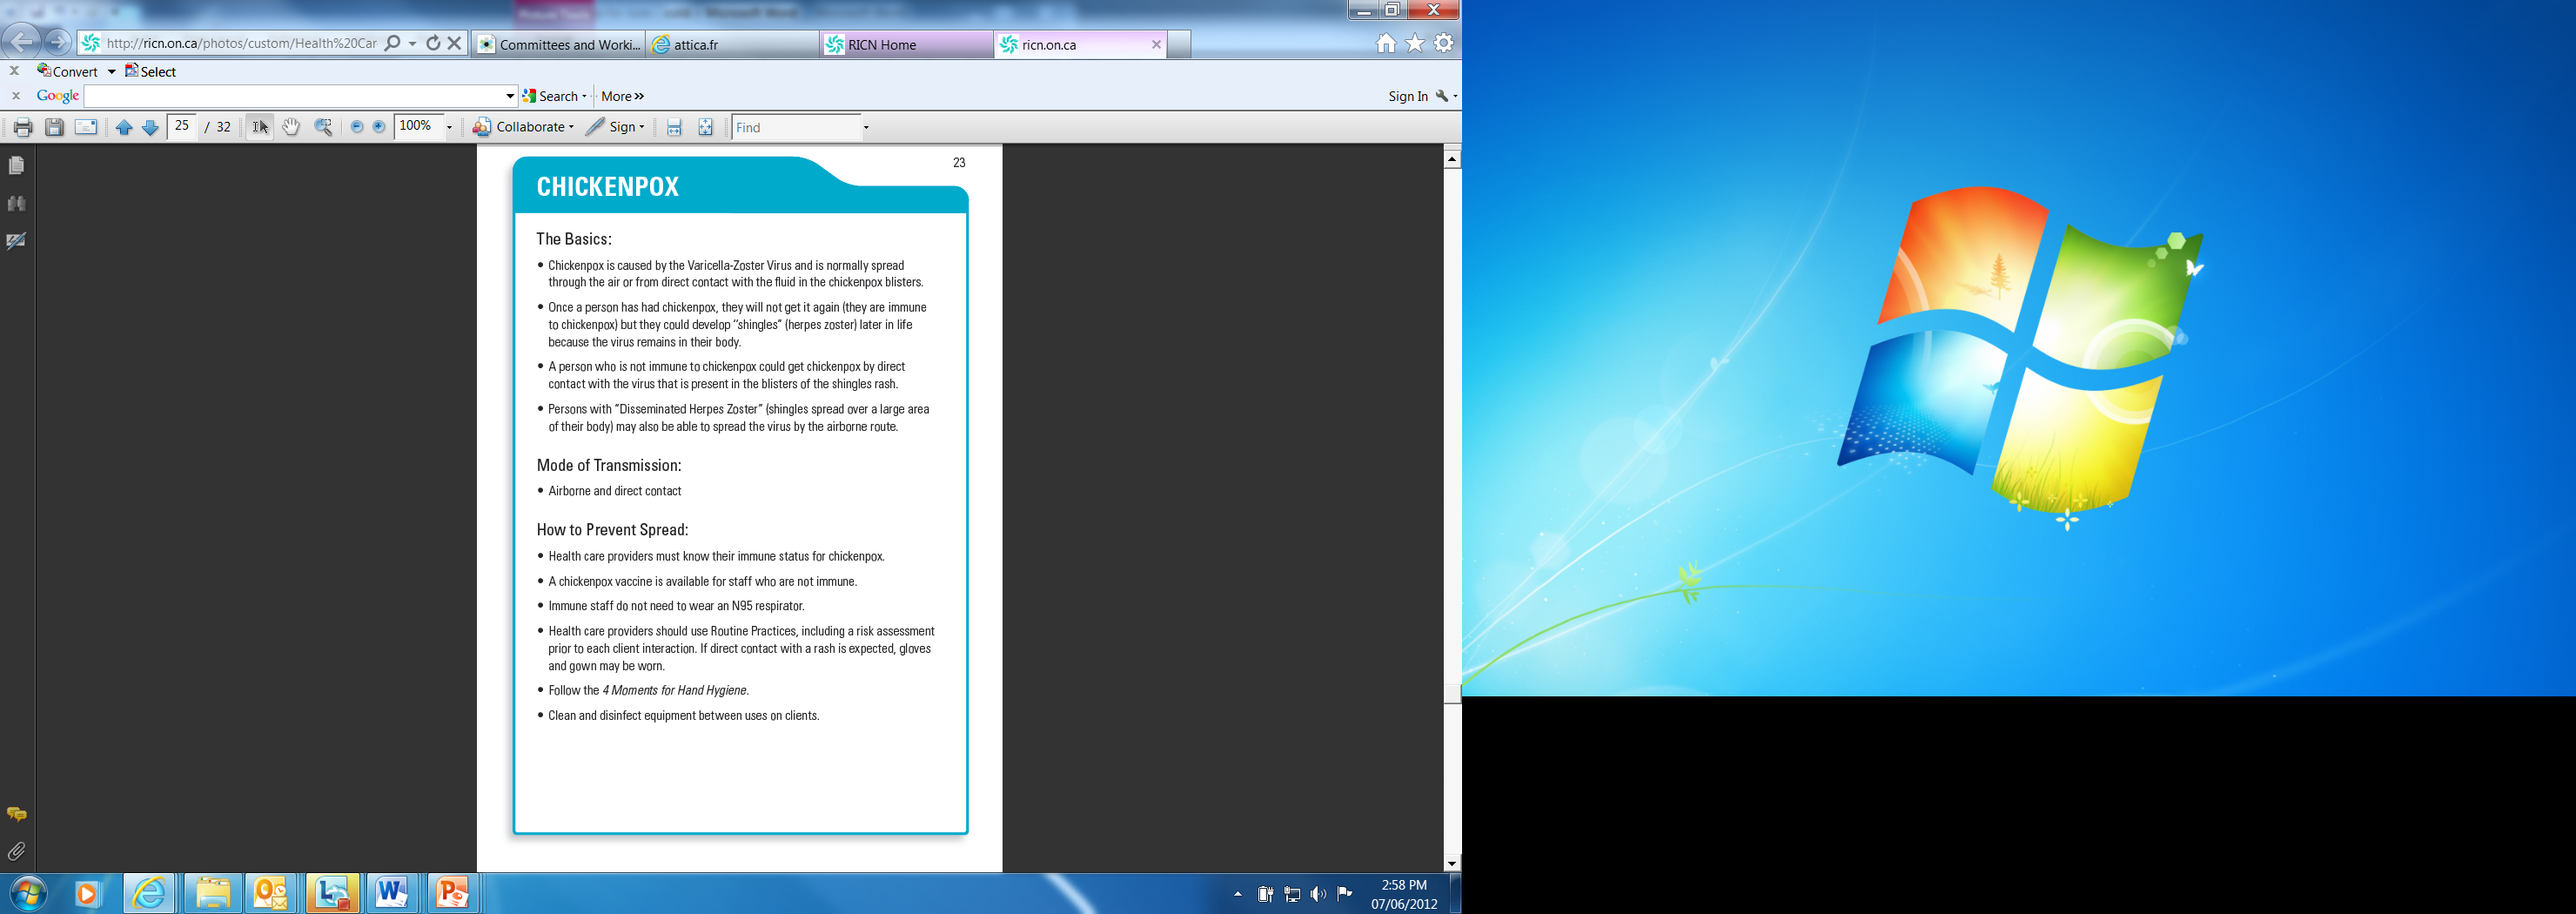 http://ricn.on.ca/photos/custom/Health%20Car
Committees and Worki...
attica.fr
RICN Home
ricn.on.ca
Convert
Select
Google
Search
More »
Sign In
25 / 32
100%
Collaborate
Sign
Find
23
CHICKENPOX
The Basics:
• Chickenpox is caused by the Varicella-Zoster Virus and is normally spread
through the air or from direct contact with the fluid in the chickenpox blisters.
• Once a person has had chickenpox, they will not get it again (they are immune
to chickenpox) but they could develop “shingles” (herpes zoster) later in life
because the virus remains in their body.
• A person who is not immune to chickenpox could get chickenpox by direct
contact with the virus that is present in the blisters of the shingles rash.
• Persons with “Disseminated Herpes Zoster” (shingles spread over a large area
of their body) may also be able to spread the virus by the airborne route.
Mode of Transmission:
• Airborne and direct contact
How to Prevent Spread:
• Health care providers must know their immune status for chickenpox.
• A chickenpox vaccine is available for staff who are not immune.
• Immune staff do not need to wear an N95 respirator.
• Health care providers should use Routine Practices, including a risk assessment
prior to each client interaction. If direct contact with a rash is expected, gloves
and gown may be worn.
• Follow the 4 Moments for Hand Hygiene.
• Clean and disinfect equipment between uses on clients.
2:58 PM
07/06/2012